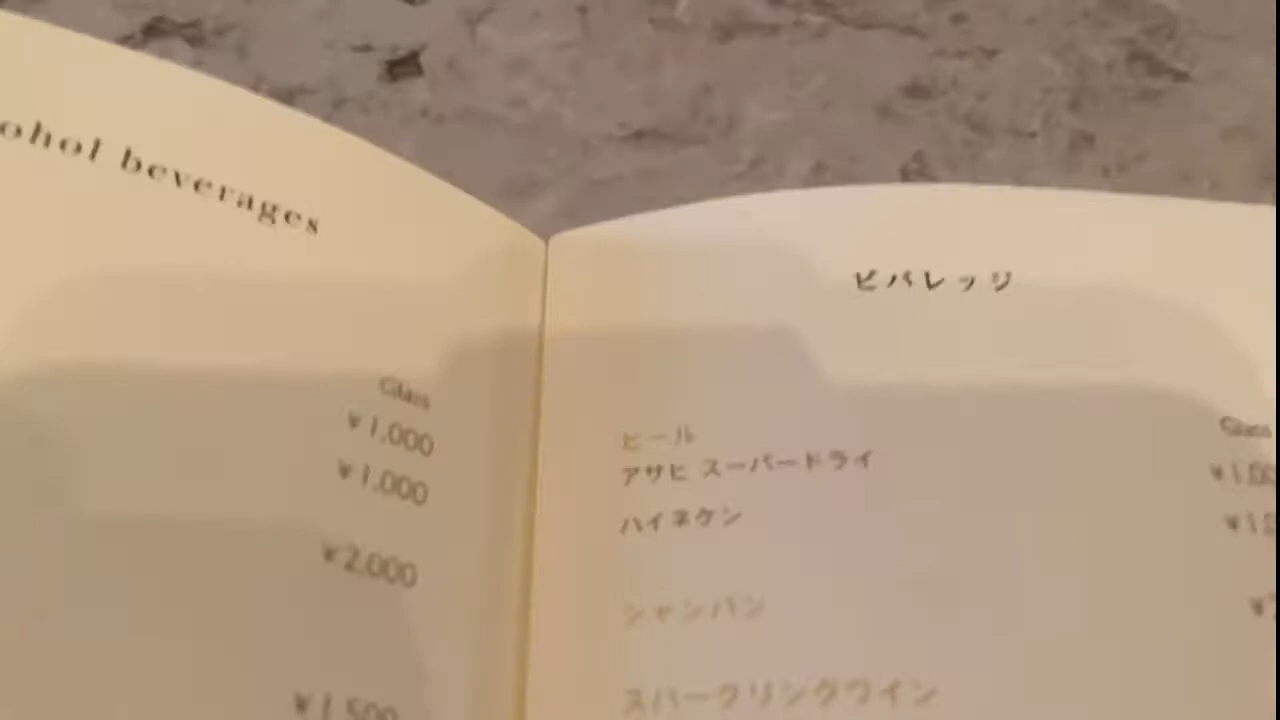 ohol beverages
Glass
¥1,000
¥1,000
¥2,000
¥1,500
ビバレッジ
Glass
ビール
アサヒ スーパードライ
ハイネケン
シャンパン
スパークリングワイン